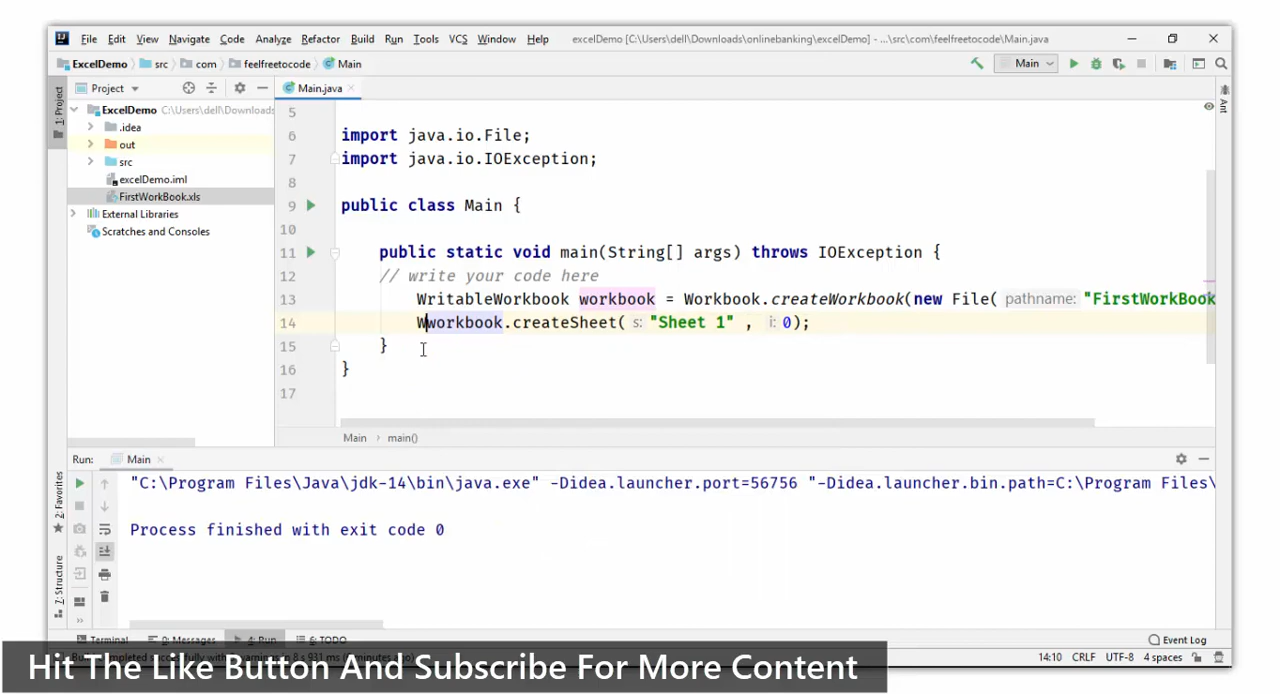 File Edit View Navigate Code Analyze Refactor Build Run Tools VCS Window Help excelDemo [C:\Users\dell\Downloads\onlinebanking\excelDemo] - ...\src\com\feelfreetocode\Main.java
ExcelDemo src com feelfreetocode Main Main
1: Project
Project
Main.java
Ant
ExcelDemo C:\Users\dell\Downloads
.idea
out
src
excelDemo.iml
FirstWorkBook.xls
External Libraries
Scratches and Consoles
5
6 import java.io.File;
7 import java.io.IOException;
8
9 public class Main {
10
11 public static void main(String[] args) throws IOException {
12 // write your code here
13 WritableWorkbook workbook = Workbook.createWorkbook(new File( pathname: "FirstWorkBook
14 Wworkbook.createSheet( s: "Sheet 1" , i: 0);
15 }
16 }
17
Main › main()
Run: Main
"C:\Program Files\Java\jdk-14\bin\java.exe" -Didea.launcher.port=56756 "-Didea.launcher.bin.path=C:\Program Files\
Process finished with exit code 0
2: Favorites
7: Structure
Terminal 0: Messages 4: Run 6: TODO Event Log
14:10 CRLF UTF-8 4 spaces
Hit The Like Button And Subscribe For More Content